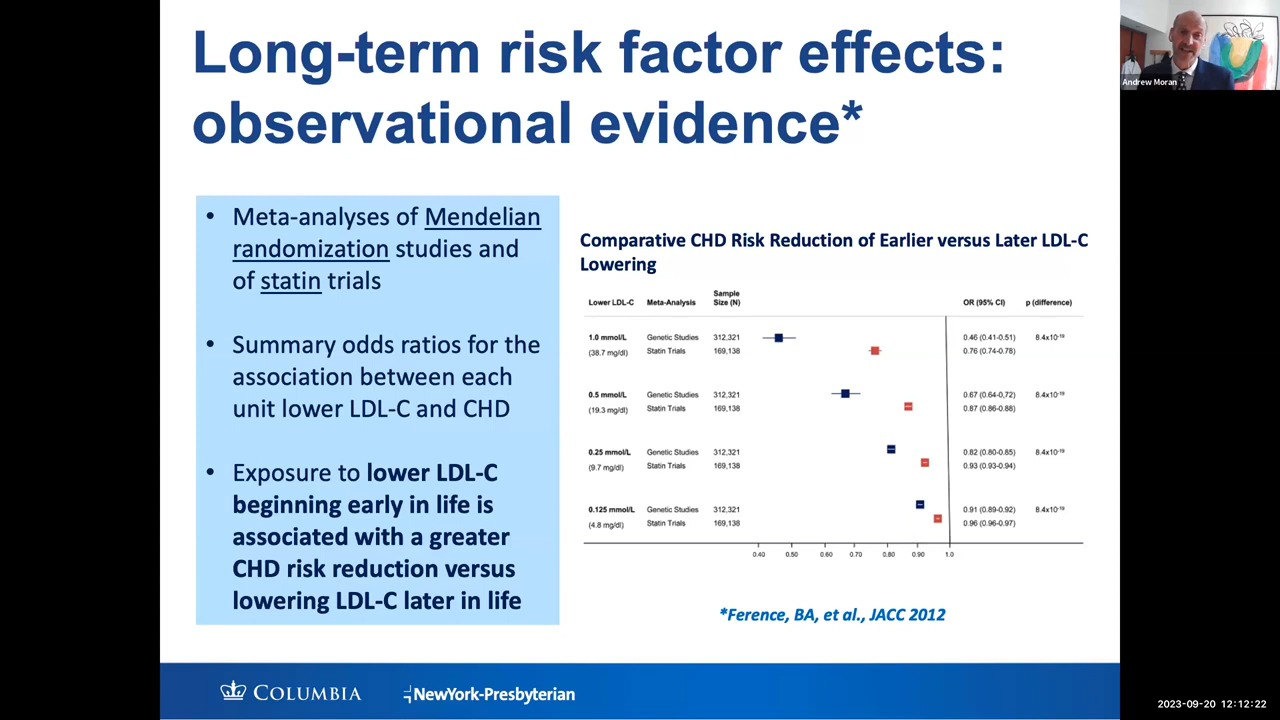 Long-term risk factor effects:
observational evidence*
Andrew Moran
• Meta-analyses of Mendelian
randomization studies and
of statin trials
• Summary odds ratios for the
association between each
unit lower LDL-C and CHD
• Exposure to lower LDL-C
beginning early in life is
associated with a greater
CHD risk reduction versus
lowering LDL-C later in life
Comparative CHD Risk Reduction of Earlier versus Later LDL-C
Lowering
Lower LDL-C Meta-Analysis Sample Size (N) OR (95% CI) p (difference)
1.0 mmol/L Genetic Studies 312,321 0.46 (0.41-0.51) 8.4x10⁻¹⁹
(38.7 mg/dl) Statin Trials 169,138 0.76 (0.74-0.78)
0.5 mmol/L Genetic Studies 312,321 0.67 (0.64-0,72) 8.4x10⁻¹⁹
(19.3 mg/dl) Statin Trials 169,138 0.87 (0.86-0.88)
0.25 mmol/L Genetic Studies 312,321 0.82 (0.80-0.85) 8.4x10⁻¹⁹
(9.7 mg/dl) Statin Trials 169,138 0.93 (0.93-0.94)
0.125 mmol/L Genetic Studies 312,321 0.91 (0.89-0.92) 8.4x10⁻¹⁹
(4.8 mg/dl) Statin Trials 169,138 0.96 (0.96-0.97)
0.40 0.50 0.60 0.70 0.80 0.90 1.0
*Ference, BA, et al., JACC 2012
COLUMBIA
NewYork-Presbyterian
2023-09-20 12:12:22